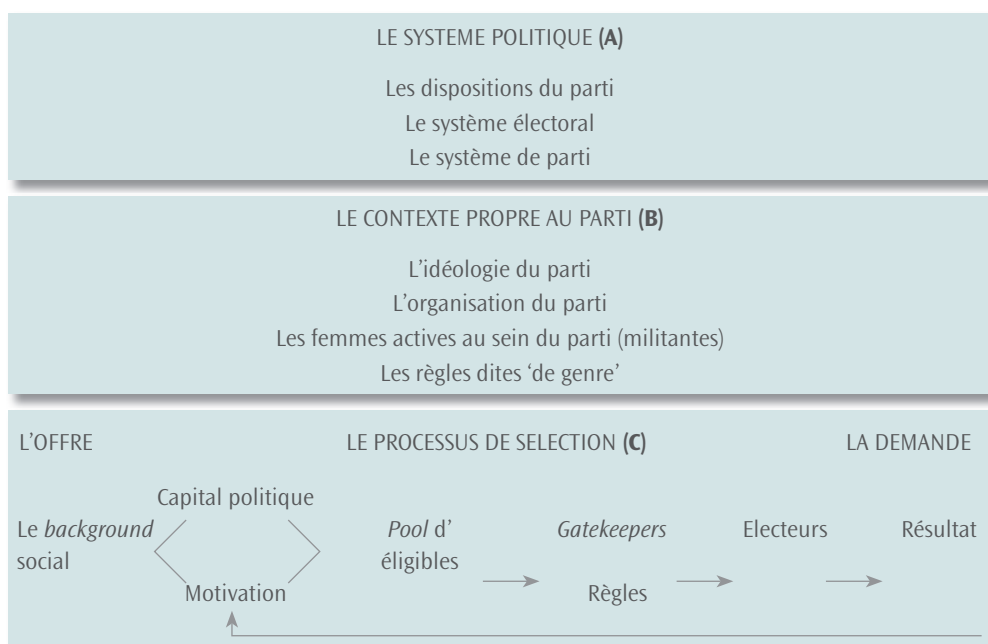 LE SYSTEME POLITIQUE (A)
Les dispositions du parti
Le système électoral
Le système de parti
LE CONTEXTE PROPRE AU PARTI (B)
L’idéologie du parti
L’organisation du parti
Les femmes actives au sein du parti (militantes)
Les règles dites ‘de genre’
L’OFFRE
LE PROCESSUS DE SELECTION (C)
LA DEMANDE
Le background
social
Capital politique
Motivation
Pool d’
éligibles
Gatekeepers
Règles
Electeurs
Résultat